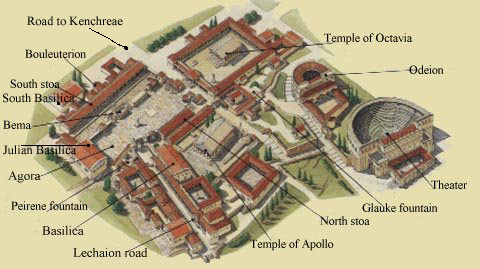 Road to Kenchreae
Bouleuterion
South stoa
South Basilica
Bema
Julian Basilica
Agora
Peirene fountain
Basilica
Lechaion road
Temple of Octavia
Odeion
Theater
Glauke fountain
North stoa
Temple of Apollo